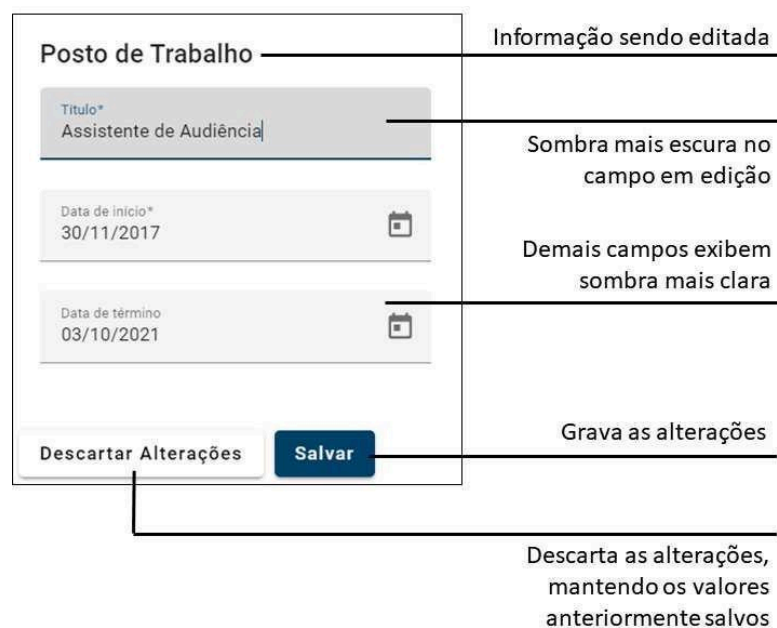 Posto de Trabalho
Informação sendo editada
Título*
Assistente de Audiência
Sombra mais escura no
campo em edição
Data de início*
30/11/2017
Demais campos exibem
sombra mais clara
Data de término
03/10/2021
Descartar Alterações
Salvar
Grava as alterações
Descarta as alterações,
mantendo os valores
anteriormente salvos